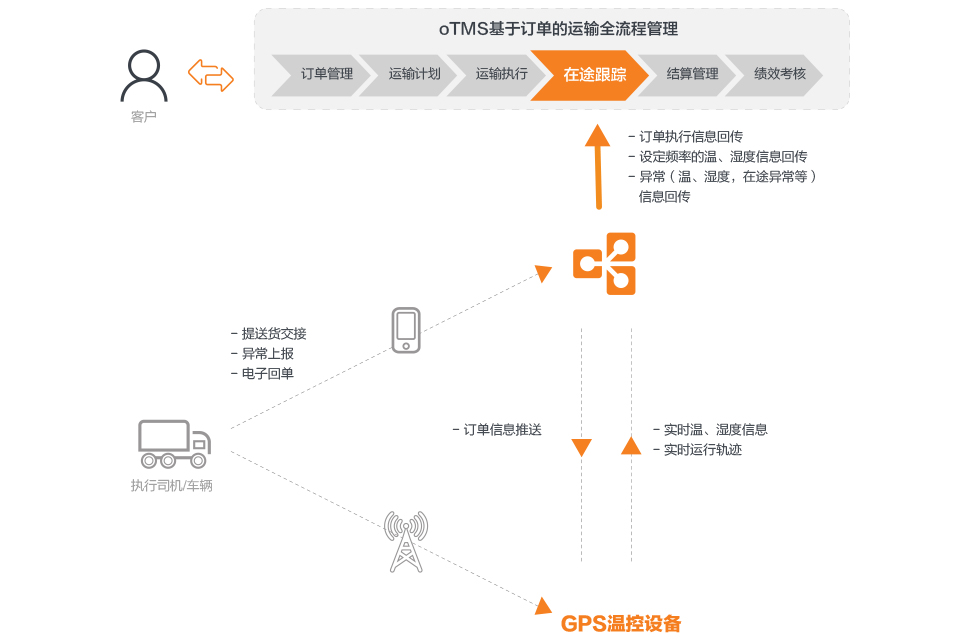 oTMS基于订单的运输全流程管理
订单管理
运输计划
运输执行
在途跟踪
结算管理
绩效考核
客户
– 订单执行信息回传
– 设定频率的温、湿度信息回传
– 异常（温、湿度，在途异常等）
信息回传
– 提送货交接
– 异常上报
– 电子回单
– 订单信息推送
– 实时温、湿度信息
– 实时运行轨迹
执行司机/车辆
GPS温控设备